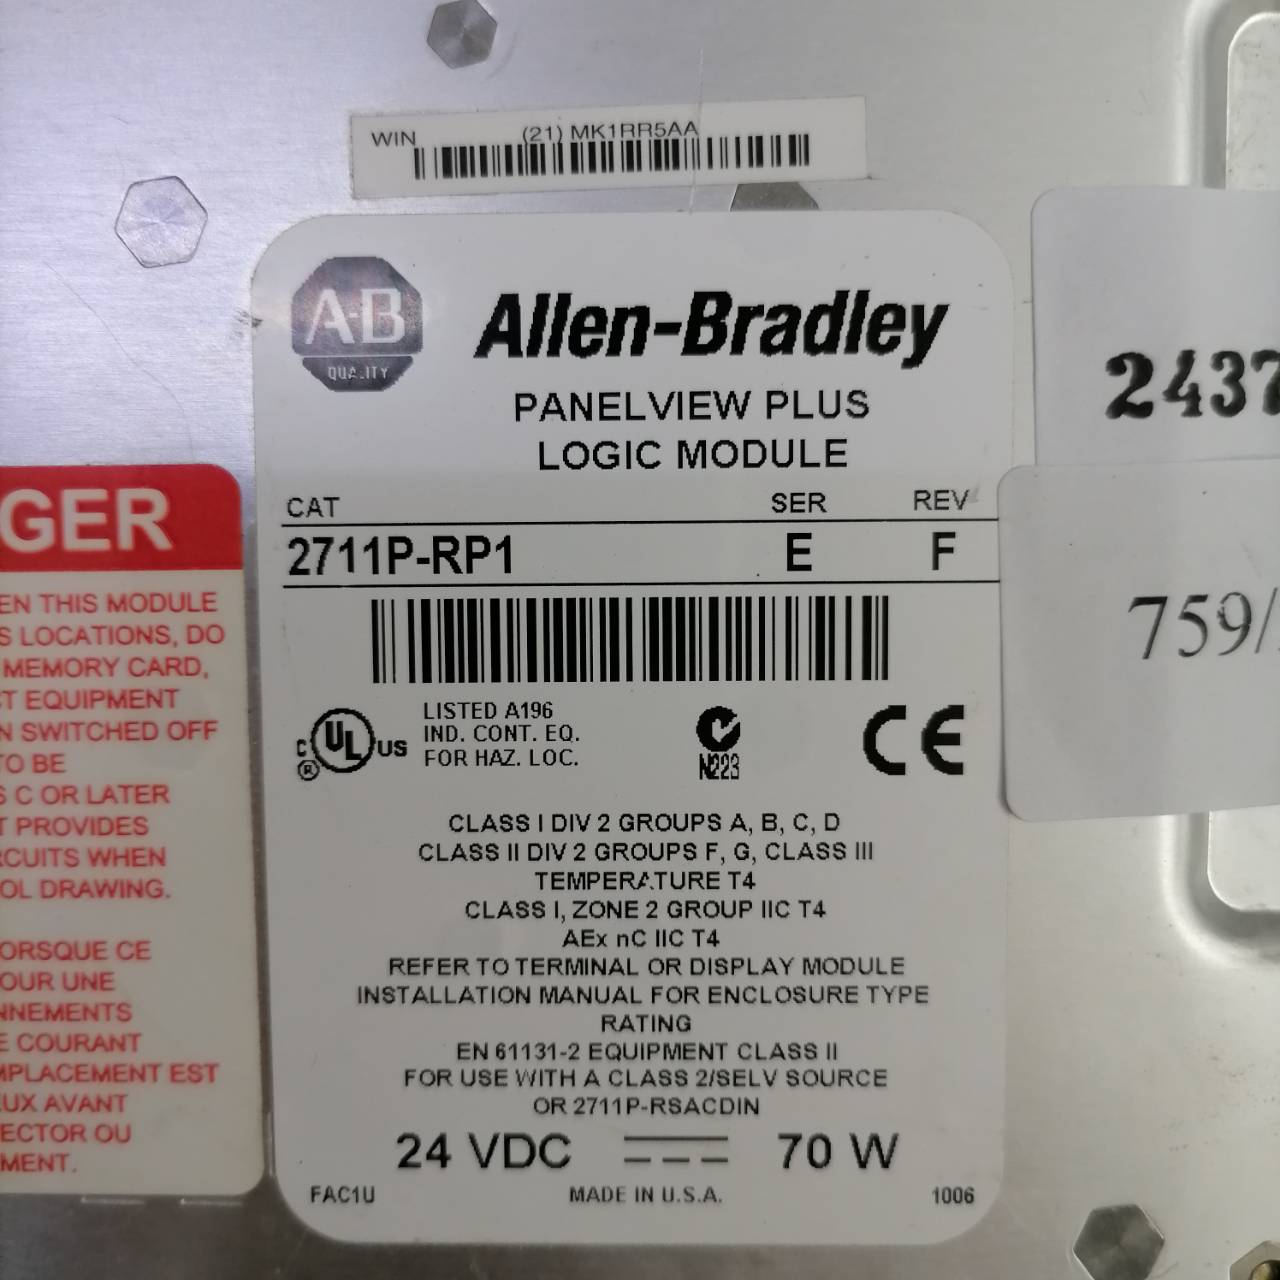 WIN (21) MK1RR5AA
A-B
QUALITY
Allen-Bradley
PANELVIEW PLUS
LOGIC MODULE
CAT SER REV
2711P-RP1 E F
C UL US ®
LISTED A196
IND. CONT. EQ.
FOR HAZ. LOC.
N223
CE
CLASS I DIV 2 GROUPS A, B, C, D
CLASS II DIV 2 GROUPS F, G, CLASS III
TEMPERATURE T4
CLASS I, ZONE 2 GROUP IIC T4
AEx nC IIC T4
REFER TO TERMINAL OR DISPLAY MODULE
INSTALLATION MANUAL FOR ENCLOSURE TYPE
RATING
EN 61131-2 EQUIPMENT CLASS II
FOR USE WITH A CLASS 2/SELV SOURCE
OR 2711P-RSACDIN
24 VDC 70 W
FAC1U MADE IN U.S.A. 1006
GER
EN THIS MODULE
S LOCATIONS, DO
MEMORY CARD,
T EQUIPMENT
N SWITCHED OFF
TO BE
S C OR LATER
T PROVIDES
RCUITS WHEN
OL DRAWING.
ORSQUE CE
OUR UNE
NNEMENTS
E COURANT
MPLACEMENT EST
EUX AVANT
ECTOR OU
MENT.
2437
759/